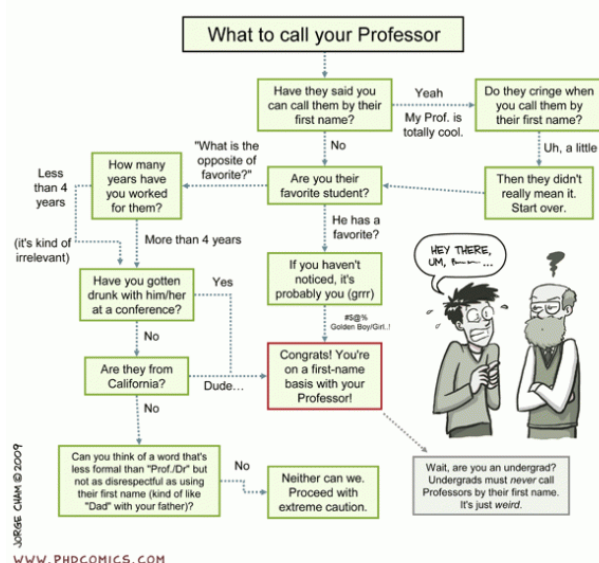 What to call your Professor
Have they said you
can call them by their
first name?
Yeah
My Prof. is
totally cool.
Do they cringe when
you call them by
their first name?
Uh, a little
Then they didn't
really mean it.
Start over.
No
Are you their
favorite student?
"What is the
opposite of
favorite?"
How many
years have
you worked
for them?
Less
than 4
years
(it's kind of
irrelevant)
More than 4 years
He has a
favorite?
If you haven't
noticed, it's
probably you (grrr)
#$@%
Golden Boy/Girl..!
Have you gotten
drunk with him/her
at a conference?
Yes
No
Are they from
California?
Dude...
Congrats! You're
on a first-name
basis with your
Professor!
No
Can you think of a word that's
less formal than "Prof./Dr" but
not as disrespectful as using
their first name (kind of like
"Dad" with your father)?
No
Neither can we.
Proceed with
extreme caution.
HEY THERE,
UM,
?
Wait, are you an undergrad?
Undergrads must never call
Professors by their first name.
It's just weird.
JORGE CHAM © 2009
WWW.PHDCOMICS.COM